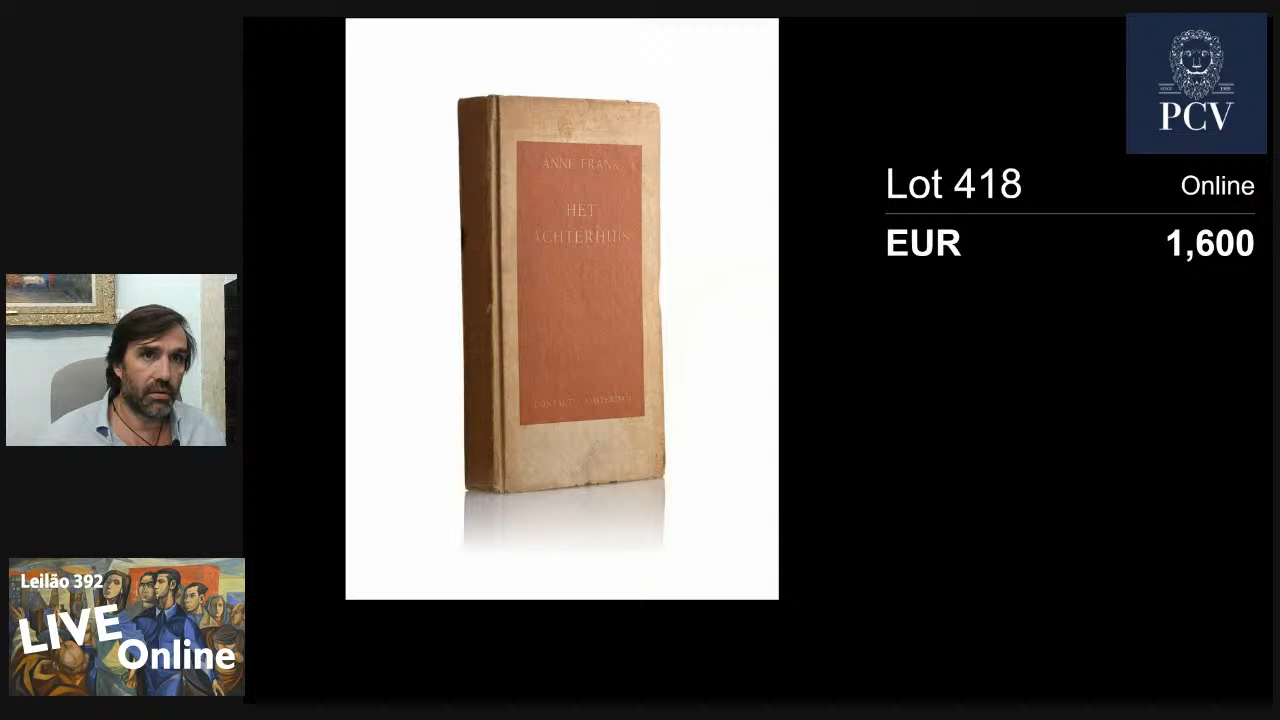 ANNE FRANK
HET
ACHTERHUIS
CONTACT · AMSTERDAM
PCV
Lot 418 Online
EUR 1,600
Leilão 392
LIVE
Online